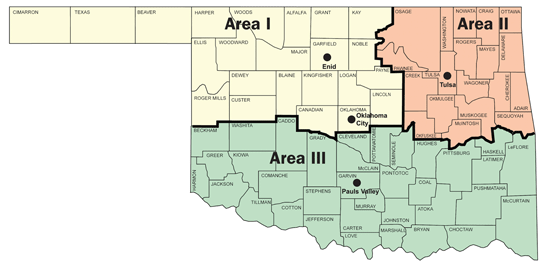 CIMARRON TEXAS BEAVER HARPER WOODS ALFALFA GRANT KAY OSAGE NOWATA CRAIG OTTAWA
Area I
Area II
WASHINGTON ROGERS MAYES DELAWARE
ELLIS WOODWARD MAJOR GARFIELD NOBLE
Enid
PAWNEE PAYNE CREEK TULSA WAGONER CHEROKEE ADAIR
Tulsa
DEWEY BLAINE KINGFISHER LOGAN
ROGER MILLS CUSTER LINCOLN
OKMULGEE MUSKOGEE SEQUOYAH
CANADIAN OKLAHOMA
Oklahoma
City
McINTOSH
OKFUSKEE
BECKHAM WASHITA CADDO GRADY CLEVELAND POTTAWATOMIE SEMINOLE HUGHES PITTSBURG HASKELL LeFLORE
Area III
LATIMER
GREER KIOWA McCLAIN
HARMON JACKSON COMANCHE GARVIN PONTOTOC
Pauls Valley
STEPHENS COAL PUSHMATAHA
TILLMAN COTTON MURRAY ATOKA McCURTAIN
JEFFERSON CARTER JOHNSTON
LOVE MARSHALL BRYAN CHOCTAW